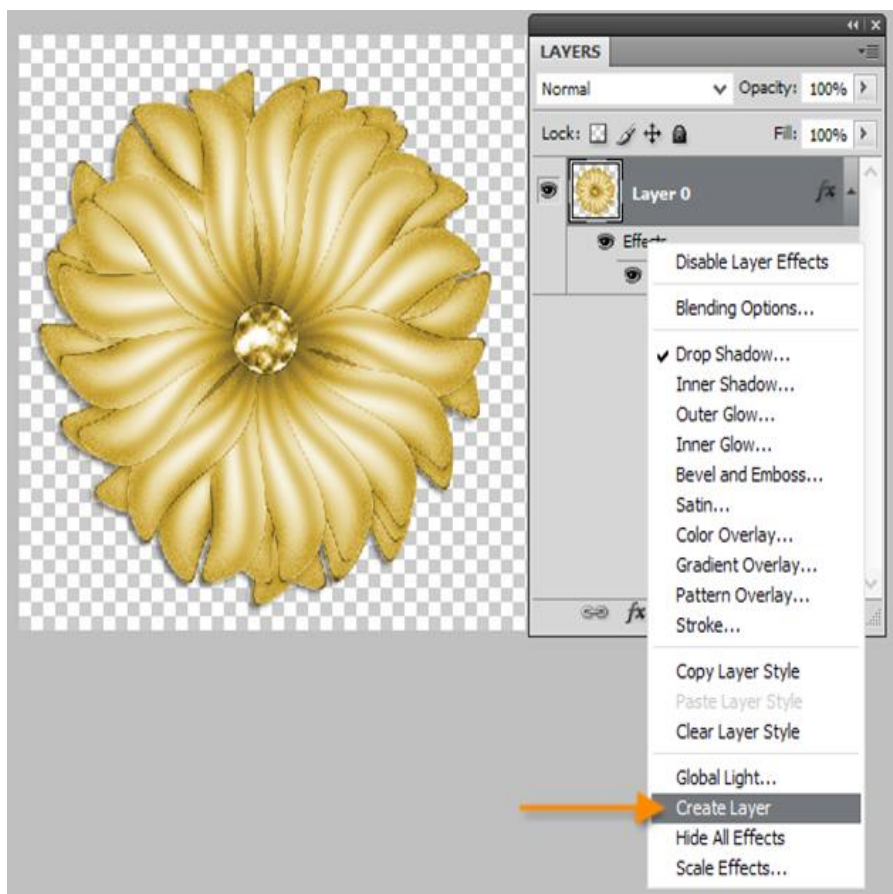 LAYERS
Normal Opacity: 100%
Lock: Fill: 100%
Layer 0 fx
Effects
Disable Layer Effects
Blending Options...
Drop Shadow...
Inner Shadow...
Outer Glow...
Inner Glow...
Bevel and Emboss...
Satin...
Color Overlay...
Gradient Overlay...
Pattern Overlay...
Stroke...
fx
Copy Layer Style
Paste Layer Style
Clear Layer Style
Global Light...
Create Layer
Hide All Effects
Scale Effects...